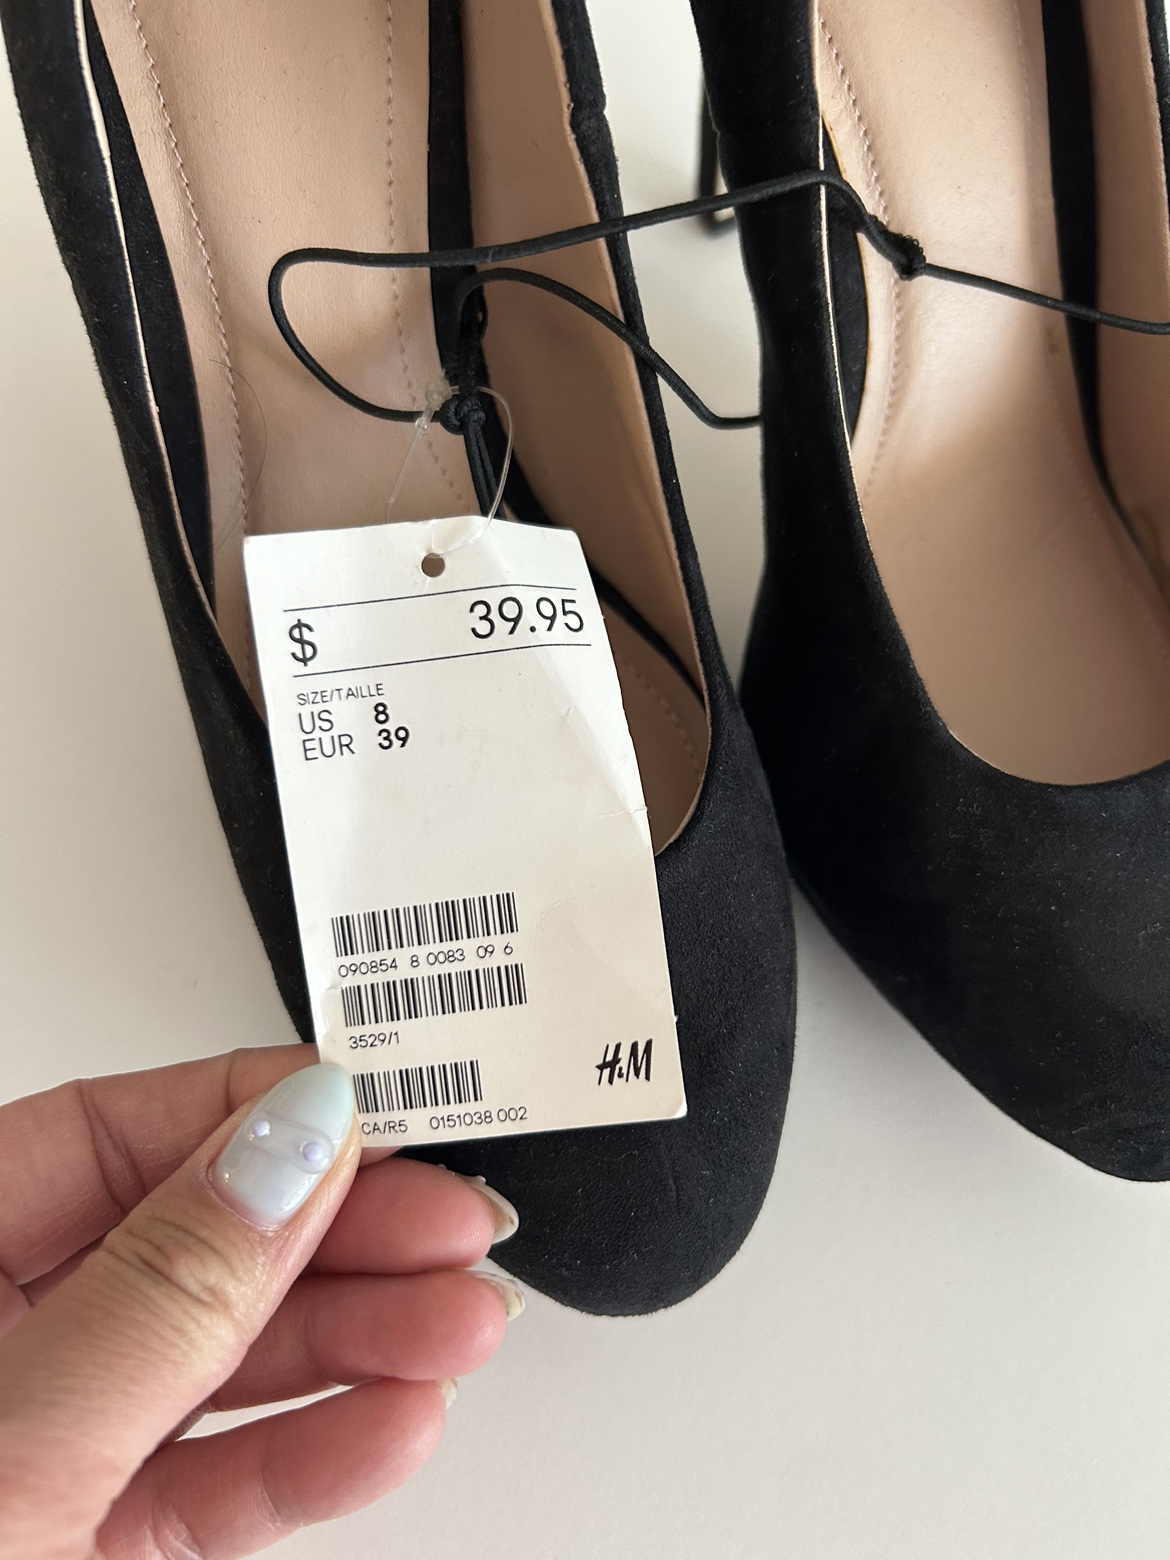 $ 39.95
SIZE/TAILLE
US 8
EUR 39
090854 8 0083 09 6
3529/1
CA/R5 0151038 002
H&M